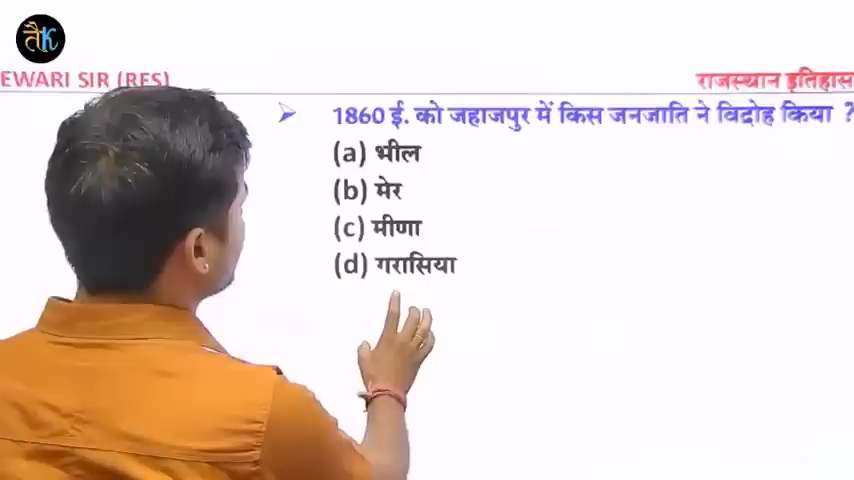 तैK
EWARI SIR (RES)
राजस्थान इतिहास
1860 ई. को जहाजपुर में किस जनजाति ने विद्रोह किया ?
(a) भील
(b) मेर
(c) मीणा
(d) गरासिया